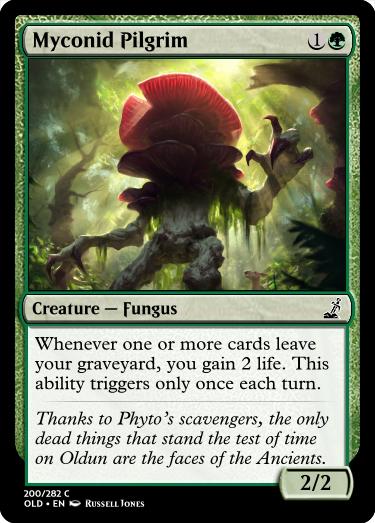 Myconid Pilgrim 1
Creature — Fungus
Whenever one or more cards leave
your graveyard, you gain 2 life. This
ability triggers only once each turn.
Thanks to Phyto's scavengers, the only
dead things that stand the test of time
on Oldun are the faces of the Ancients.
2/2
200/282 C
OLD • EN Russell Jones